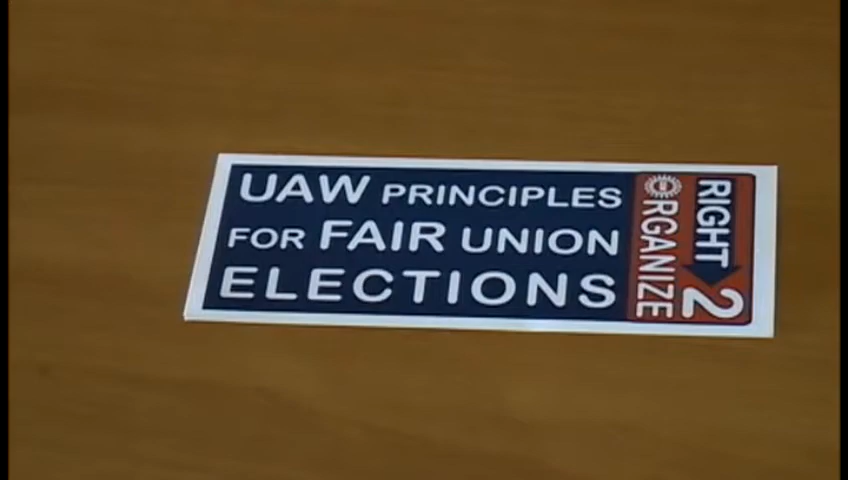 UAW PRINCIPLES
FOR FAIR UNION
ELECTIONS
RIGHT 2
ORGANIZE